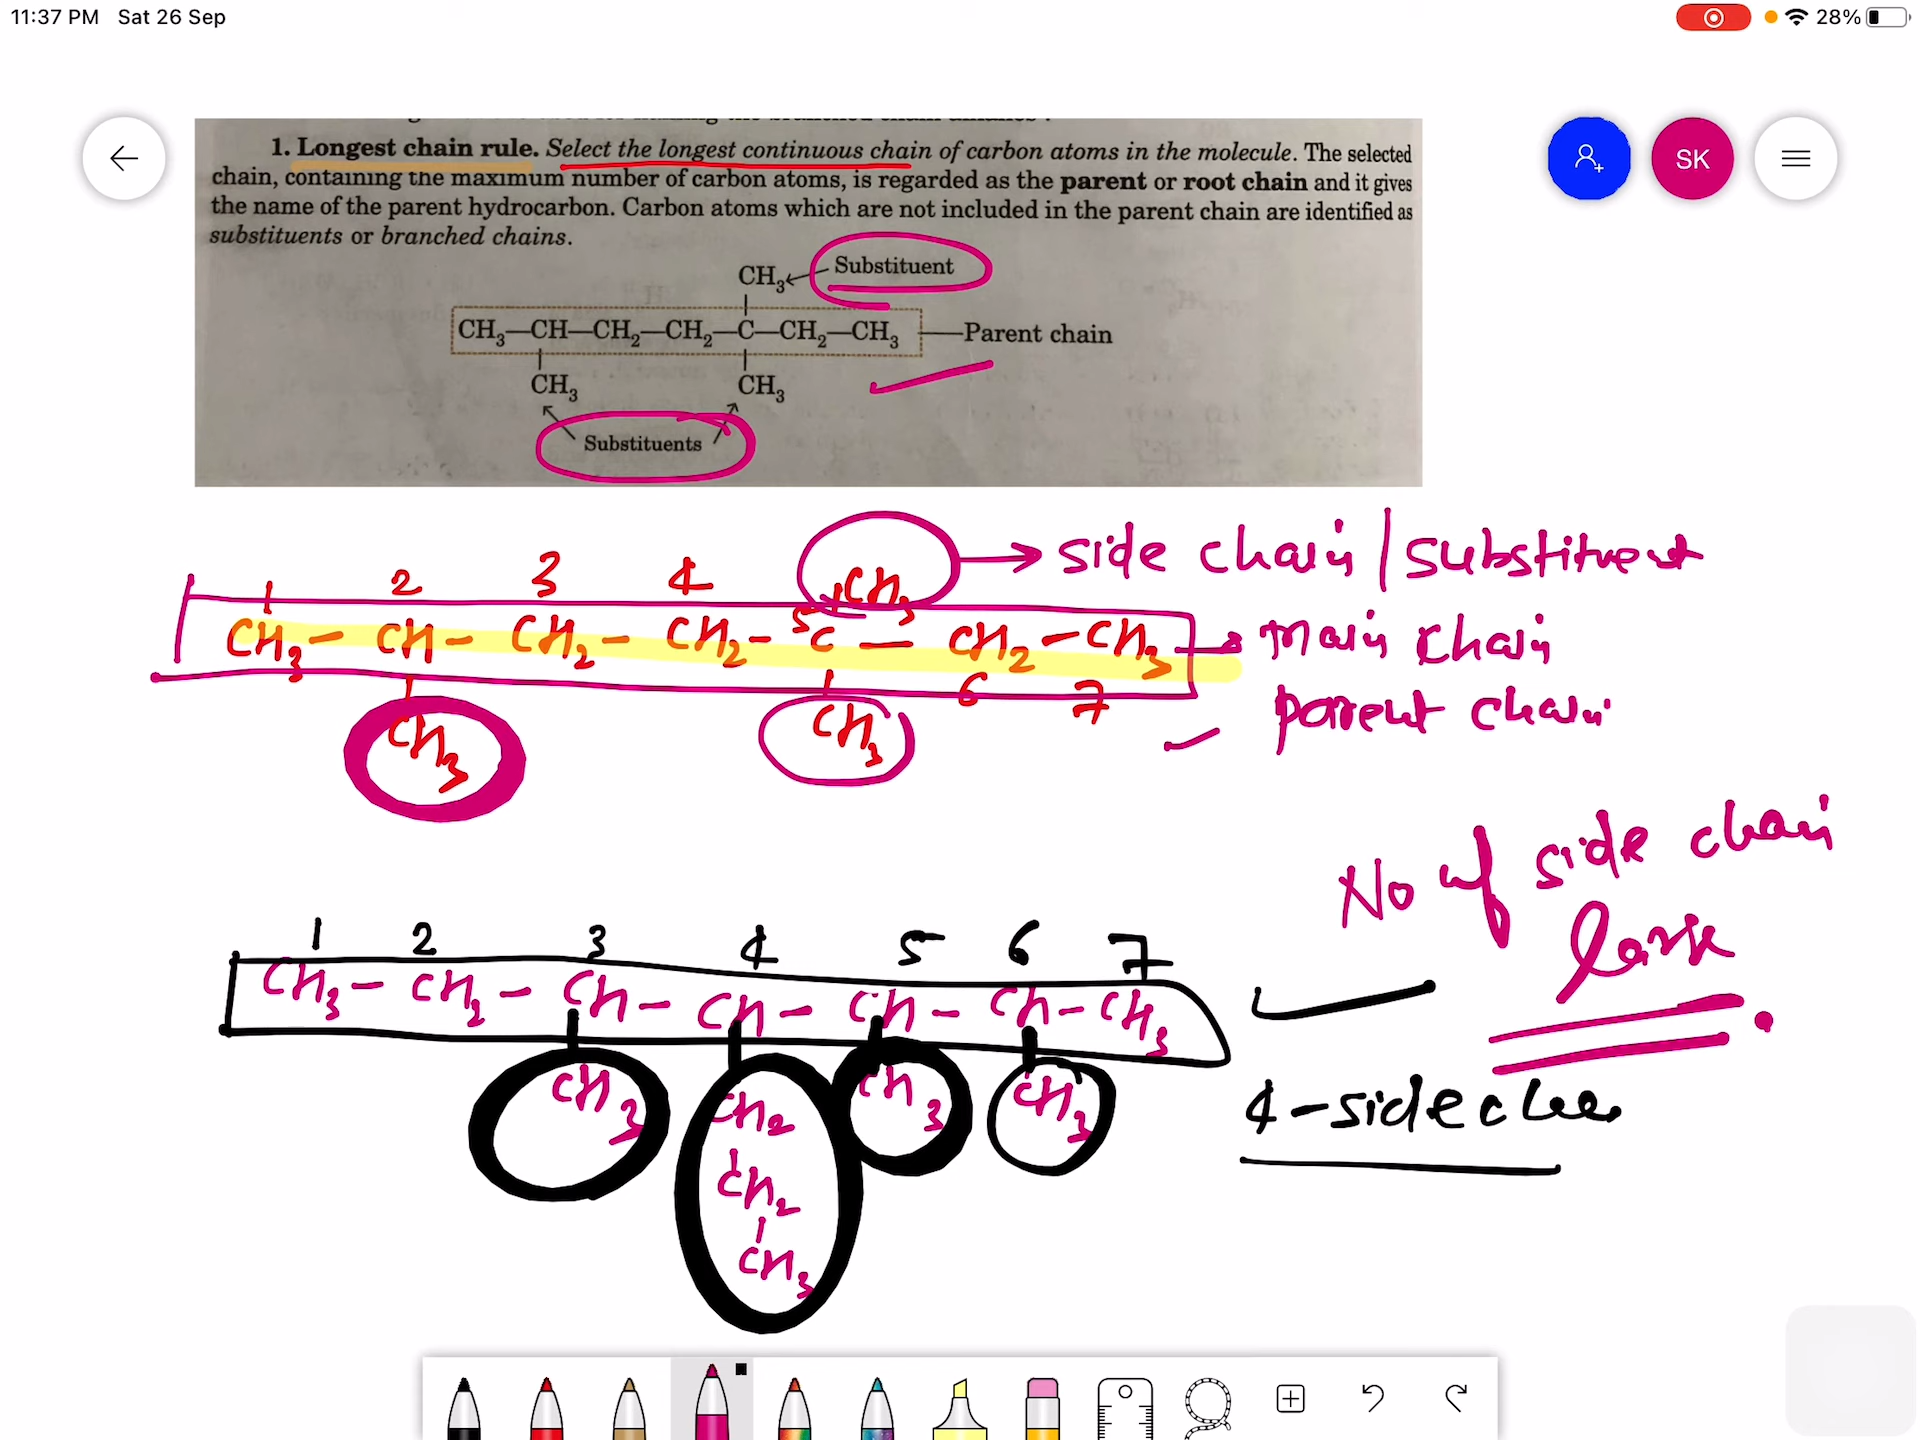 11:37 PM Sat 26 Sep
28%
SK
1. Longest chain rule. Select the longest continuous chain of carbon atoms in the molecule. The selected
chain, containing the maximum number of carbon atoms, is regarded as the parent or root chain and it gives
the name of the parent hydrocarbon. Carbon atoms which are not included in the parent chain are identified as
substituents or branched chains.
CH₃ Substituent
CH₃—CH—CH₂—CH₂—C—CH₂—CH₃ Parent chain
CH₃ CH₃
Substituents
CH₃ → side chain / substituent
1 2 3 4 5
CH₃ - CH - CH₂ - CH₂ - C - CH₂ - CH₃ → main chain
6 7
CH₃ CH₃ parent chain
No of side chain
large
1 2 3 4 5 6 7
CH₃ - CH₂ - CH - CH - CH - CH - CH₃
CH₃ CH₂ CH₃ CH₃ 4-side
CH₂
CH₃